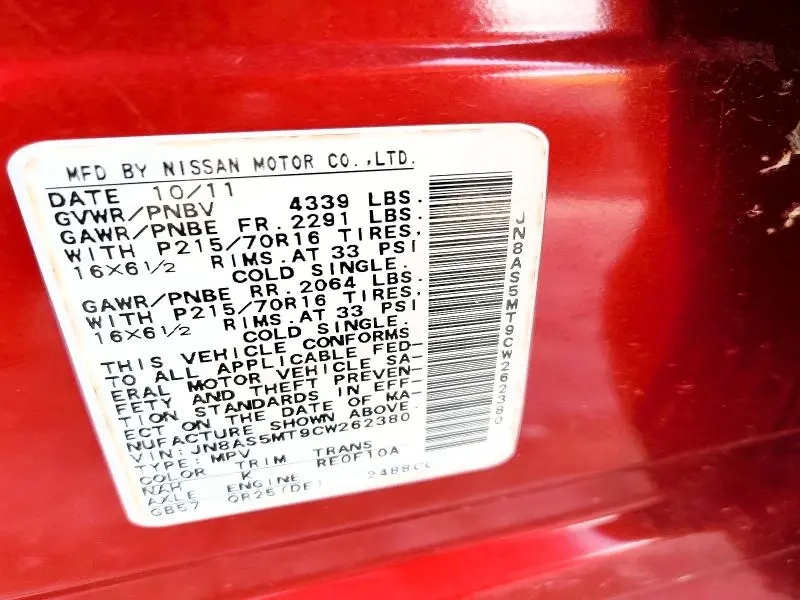 MFD BY NISSAN MOTOR CO.,LTD.
DATE 10/11
GVWR/PNBV 4339 LBS.
GAWR/PNBE FR. 2291 LBS.
WITH P215/70R16 TIRES,
16X6½ RIMS.AT 33 PSI
COLD SINGLE.
GAWR/PNBE RR. 2064 LBS.
WITH P215/70R16 TIRES,
16X6½ RIMS.AT 33 PSI
COLD SINGLE.
THIS VEHICLE CONFORMS
TO ALL APPLICABLE FED-
ERAL MOTOR VEHICLE SA-
FETY AND THEFT PREVEN-
TION STANDARDS IN EFF-
ECT ON THE DATE OF MA-
NUFACTURE SHOWN ABOVE.
VIN: JN8AS5MT9CW262380
TYPE: MPV
COLOR TRIM TRANS
NAH K RE0F10A
AXLE ENGINE
GB57 QR25(DE) 2488CC
JN8AS5MT9CW262380